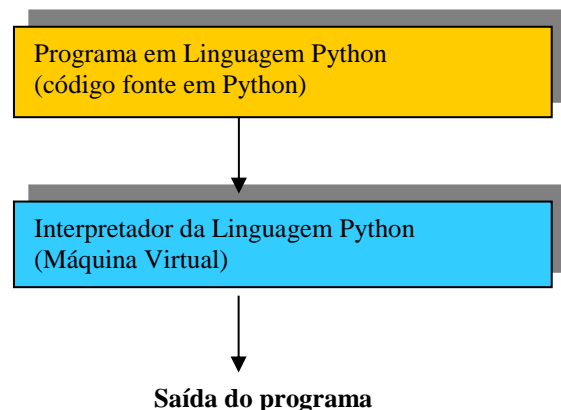 Programa em Linguagem Python
(código fonte em Python)
Interpretador da Linguagem Python
(Máquina Virtual)
Saída do programa